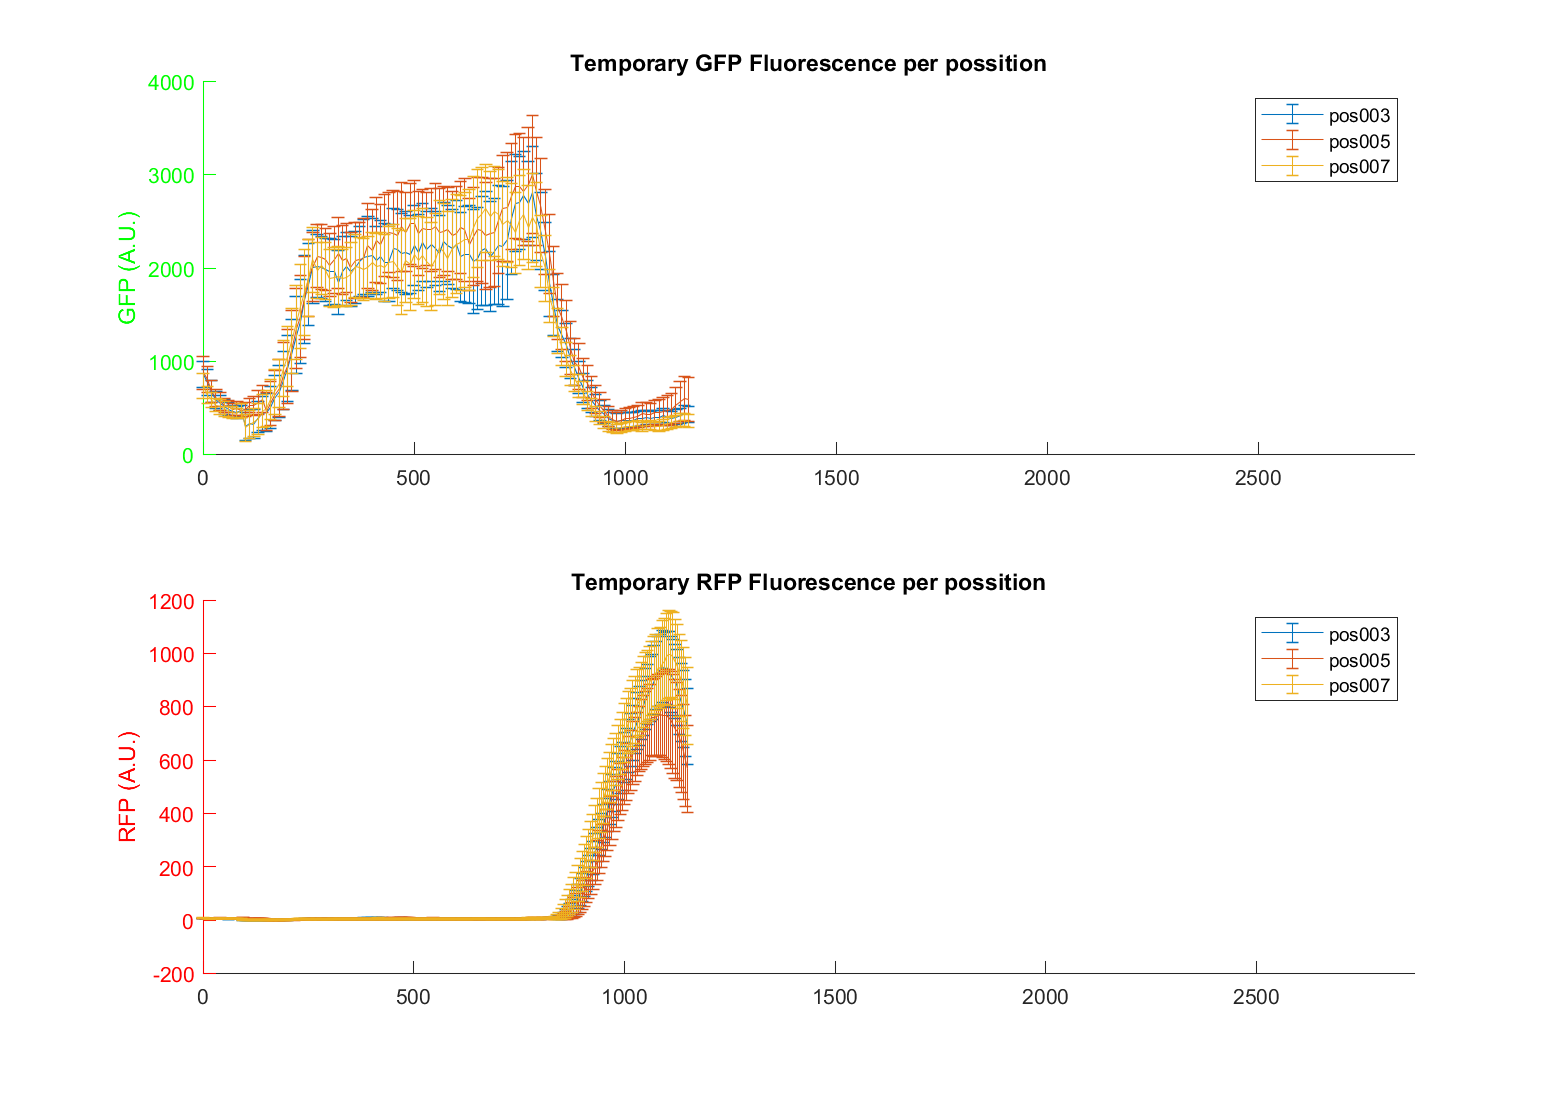 Temporary GFP Fluorescence per possition
4000
3000
2000
1000
0
GFP (A.U.)
0 500 1000 1500 2000 2500
pos003
pos005
pos007
Temporary RFP Fluorescence per possition
1200
1000
800
600
400
200
0
-200
RFP (A.U.)
0 500 1000 1500 2000 2500
pos003
pos005
pos007